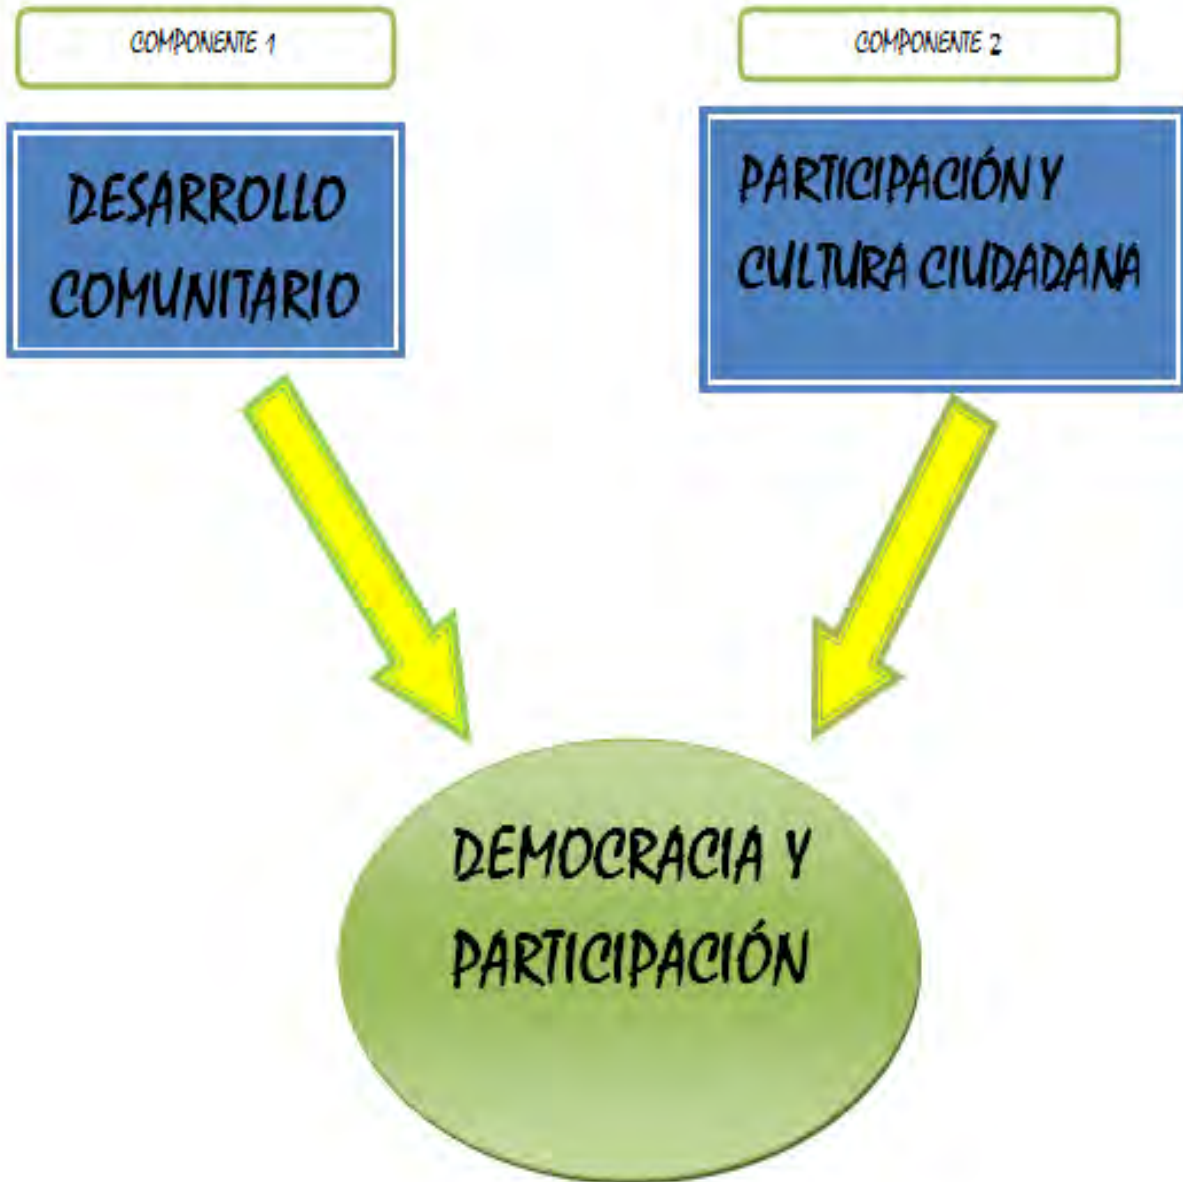 COMPONENTE 1
COMPONENTE 2
DESARROLLO
COMUNITARIO
PARTICIPACIÓN Y
CULTURA CIUDADANA
DEMOCRACIA Y
PARTICIPACIÓN